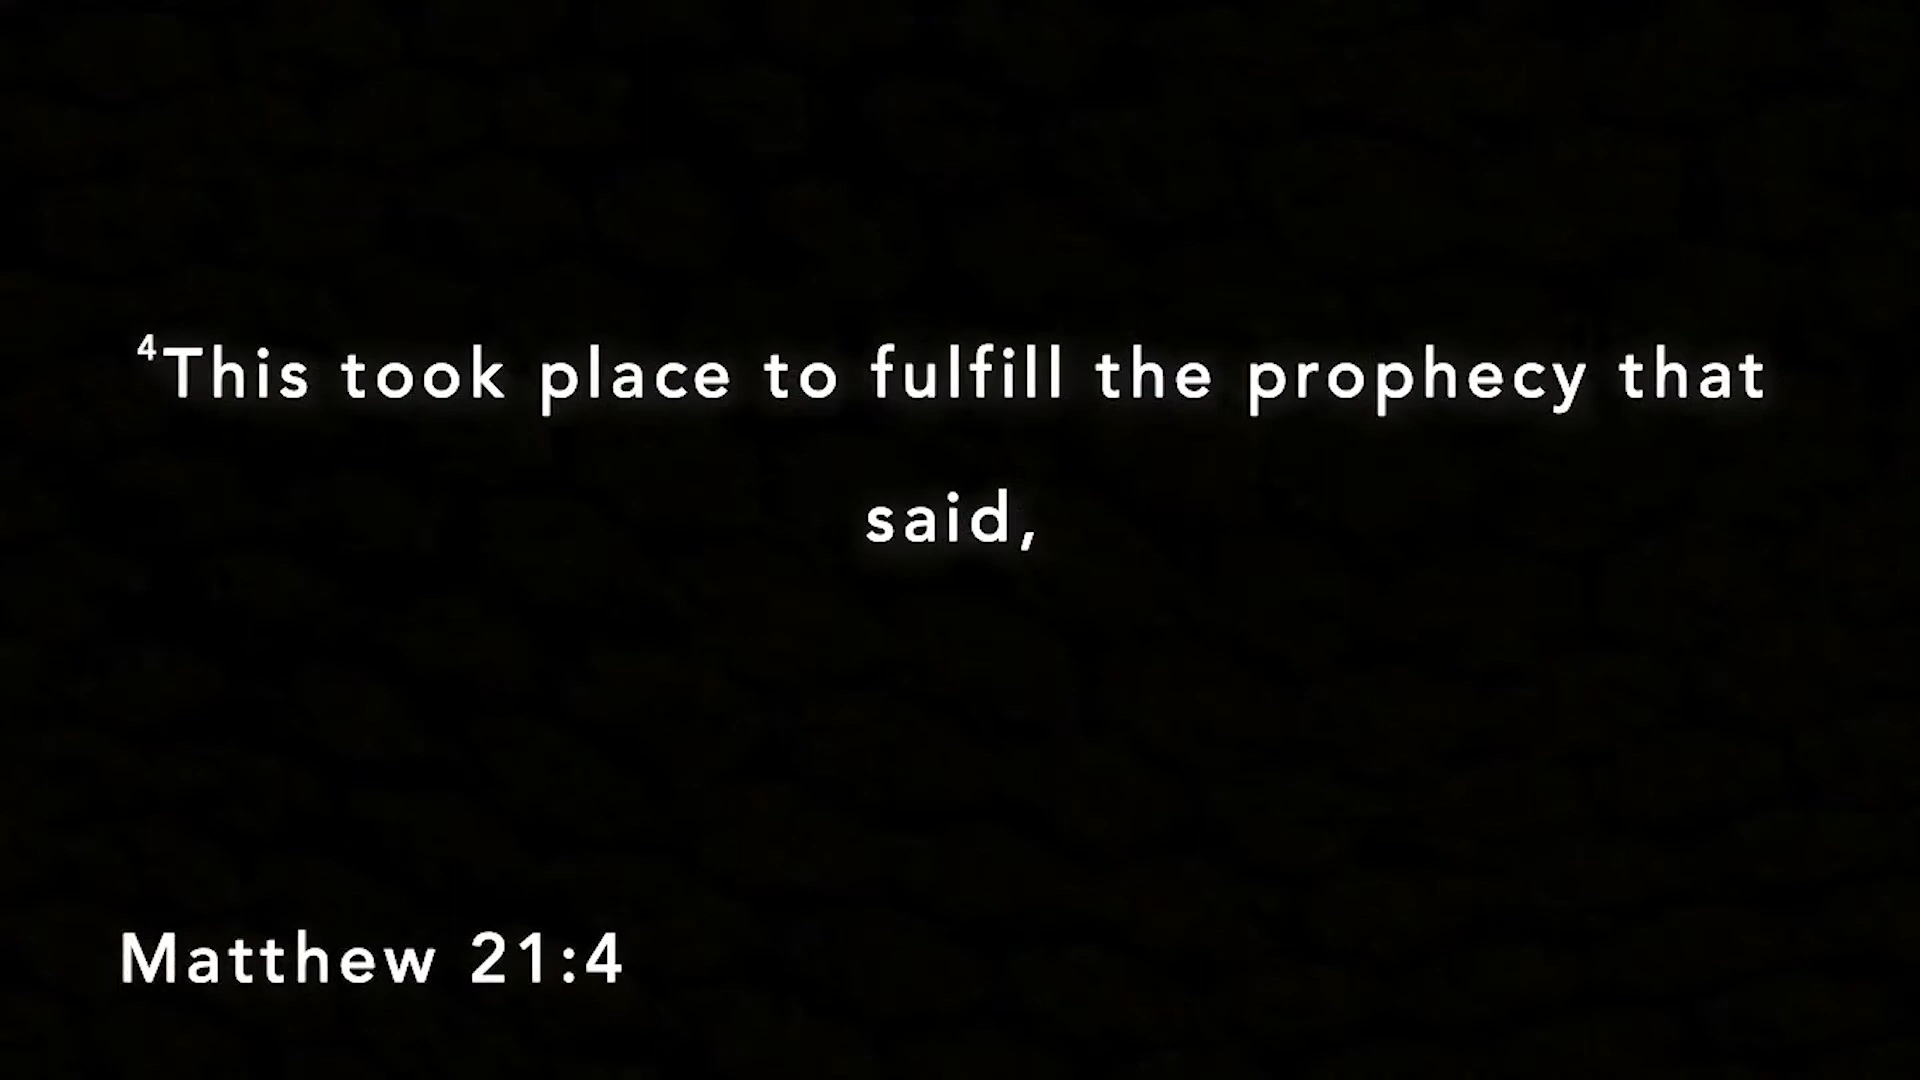 ⁴This took place to fulfill the prophecy that
said,
Matthew 21:4